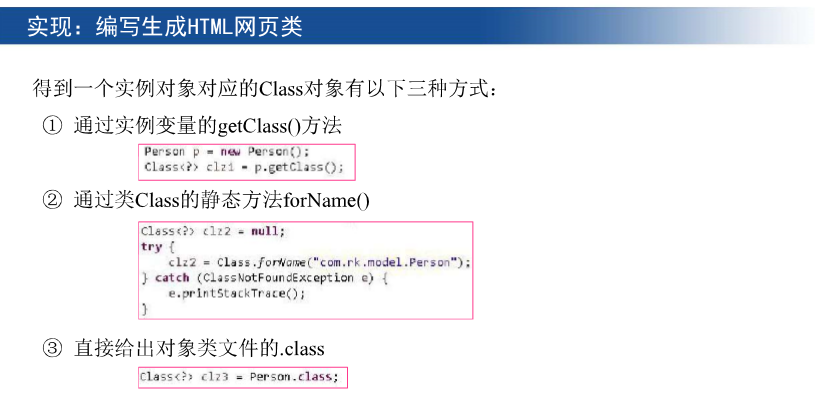 实现：编写生成HTML网页类
得到一个实例对象对应的Class对象有以下三种方式：
① 通过实例变量的getClass()方法
Person p = new Person();
Class<?> clz1 = p.getClass();
② 通过类Class的静态方法forName()
Class<?> clz2 = null;
try {
    clz2 = Class.forName("com.rk.model.Person");
} catch (ClassNotFoundException e) {
    e.printStackTrace();
}
③ 直接给出对象类文件的.class
Class<?> clz3 = Person.class;